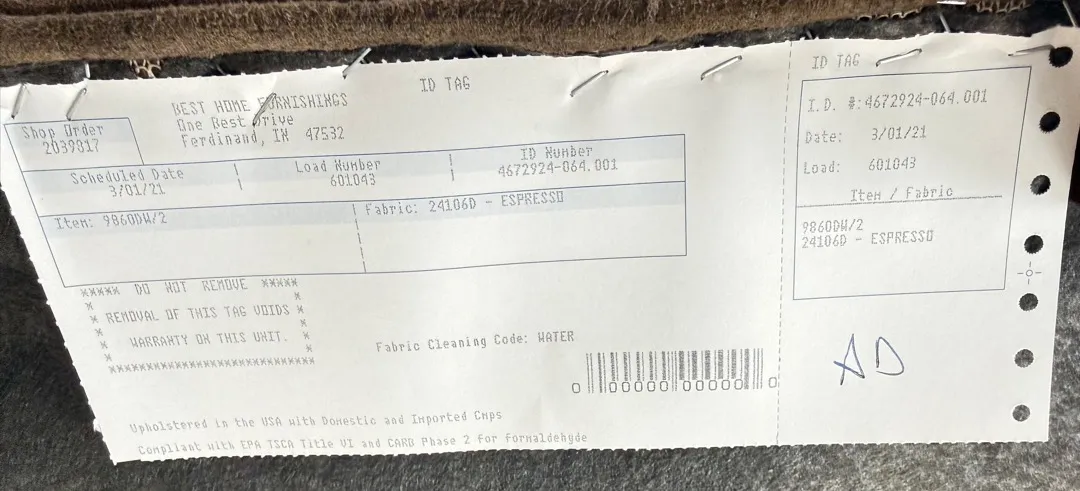 ID TAG
BEST HOME FURNISHINGS
One Best Drive
Ferdinand, IN 47532
Shop Order
2039817
Scheduled Date
3/01/21
Load Number
601043
ID Number
4672924-064.001
Item: 9860DW/2
Fabric: 24106D - ESPRESSO
***** DO NOT REMOVE *****
* REMOVAL OF THIS TAG VOIDS *
* WARRANTY ON THIS UNIT. *
**************************
Fabric Cleaning Code: WATER
0 00000 00000 0
Upholstered in the USA with Domestic and Imported Cmps
Compliant with EPA TSCA Title VI and CARB Phase 2 For Formaldehyde
ID TAG
I.D. #:4672924-064.001
Date: 3/01/21
Load: 601043
Item / Fabric
9860DW/2
24106D - ESPRESSO
AD